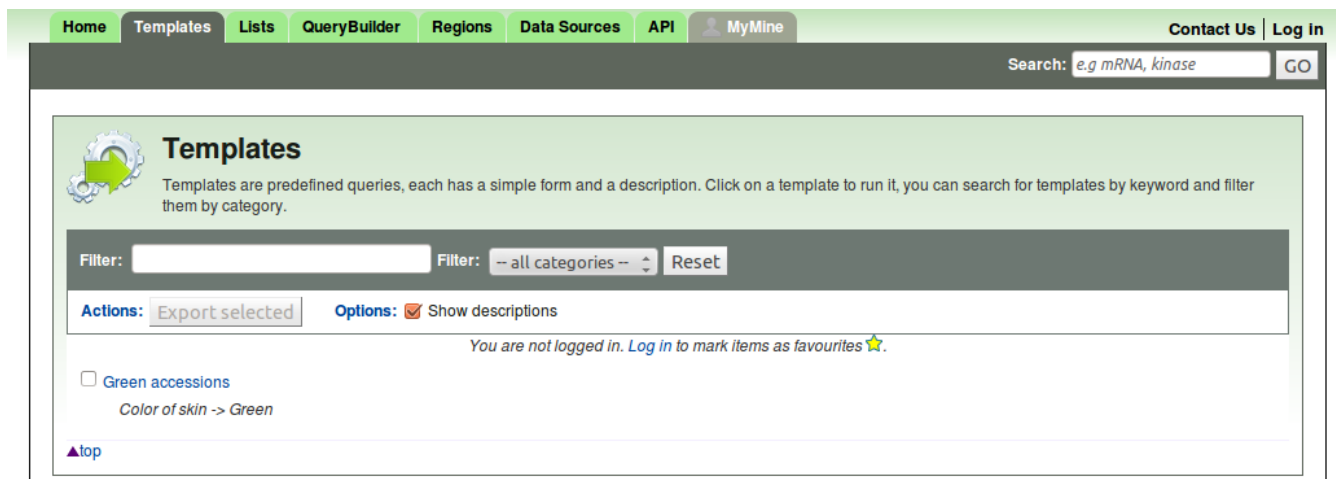 Home Templates Lists QueryBuilder Regions Data Sources API MyMine Contact Us | Log in
Search: e.g mRNA, kinase GO
Templates
Templates are predefined queries, each has a simple form and a description. Click on a template to run it, you can search for templates by keyword and filter
them by category.
Filter: Filter: -- all categories -- Reset
Actions: Export selected Options: Show descriptions
You are not logged in. Log in to mark items as favourites.
Green accessions
Color of skin -> Green
top